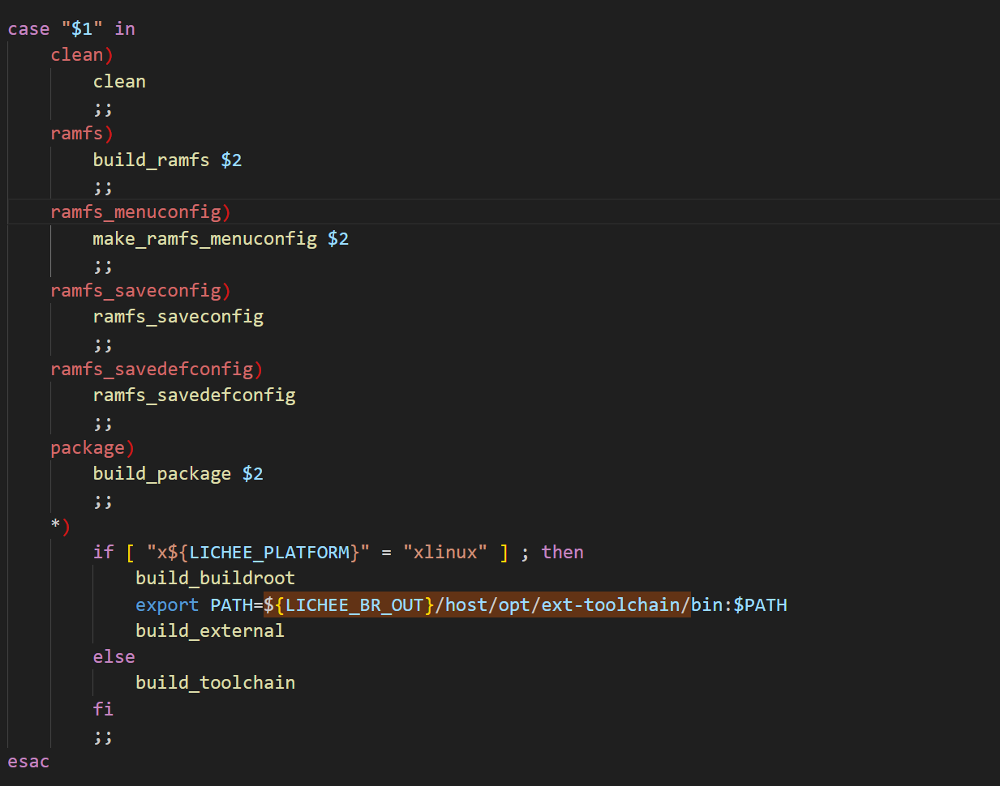 case "$1" in
    clean)
        clean
        ;;
    ramfs)
        build_ramfs $2
        ;;
    ramfs_menuconfig)
        make_ramfs_menuconfig $2
        ;;
    ramfs_saveconfig)
        ramfs_saveconfig
        ;;
    ramfs_savedefconfig)
        ramfs_savedefconfig
        ;;
    package)
        build_package $2
        ;;
    *)
        if [ "x${LICHEE_PLATFORM}" = "xlinux" ] ; then
            build_buildroot
            export PATH=${LICHEE_BR_OUT}/host/opt/ext-toolchain/bin:$PATH
            build_external
        else
            build_toolchain
        fi
        ;;
esac